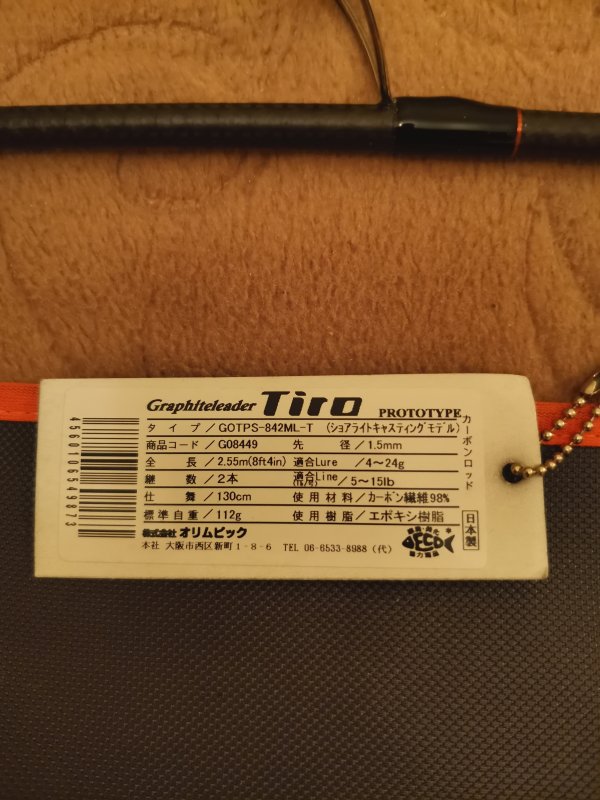 Graphiteleader Tiro PROTOTYPE
タイプ／GOTPS-842ML-T （ショアライトキャスティングモデル）
商品コード／G08449 先径／1.5mm
全長／2.55m(8ft4in) 適合Lure／4～24g
継数／2本 適合Line(lb/号)／5～15lb
仕舞／130cm 使用材料／カーボン繊維98%
標準自重／112g 使用樹脂／エポキシ樹脂
株式会社オリムピック
本社 大阪市西区新町1-8-6 TEL 06-6533-8988（代）
カーボンロッド
日本製
ECO
4560106549873